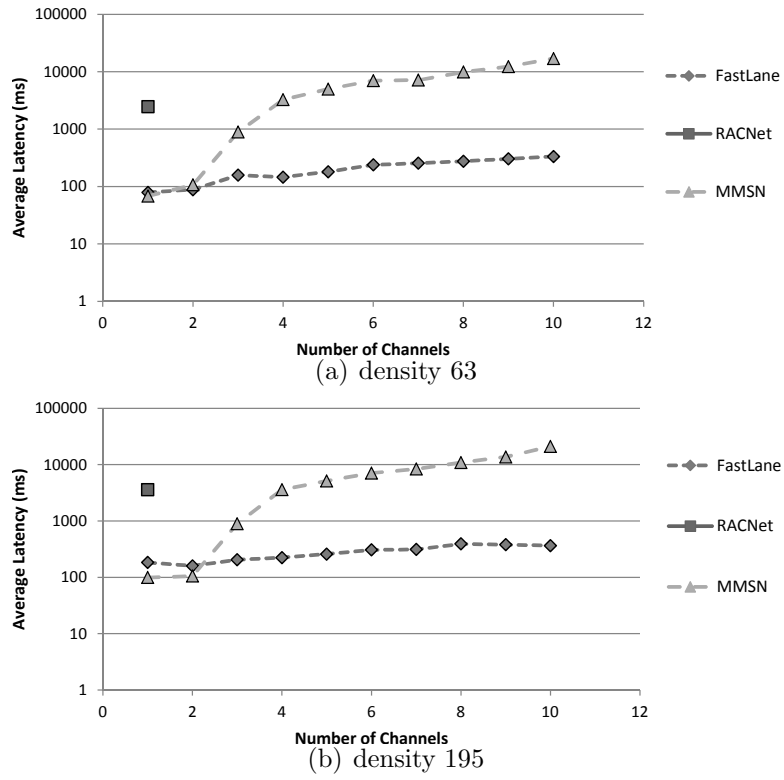 100000
10000
1000
100
10
1
Average Latency (ms)
0 2 4 6 8 10 12
Number of Channels
FastLane
RACNet
MMSN
(a) density 63
100000
10000
1000
100
10
1
Average Latency (ms)
0 2 4 6 8 10 12
Number of Channels
FastLane
RACNet
MMSN
(b) density 195